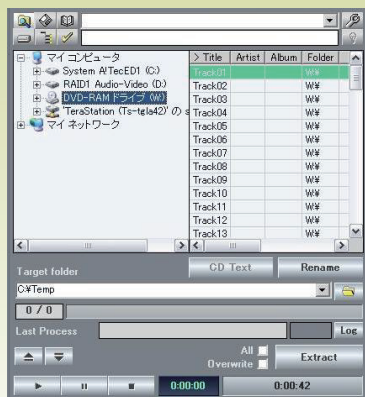 マイ コンピュータ
System A!TecED1 (C:)
RAID1 Audio-Video (D:)
DVD-RAM ドライブ (W:)
'TeraStation (Ts-tgla42)' の s
マイ ネットワーク
> Title Artist Album Folder
Track01 W:¥
Track02 W:¥
Track03 W:¥
Track04 W:¥
Track05 W:¥
Track06 W:¥
Track07 W:¥
Track08 W:¥
Track09 W:¥
Track10 W:¥
Track11 W:¥
Track12 W:¥
Track13 W:¥
CD Text Rename
Target folder
C:¥Temp
0 / 0
Last Process Log
All
Overwrite
Extract
0:00:00 0:00:42